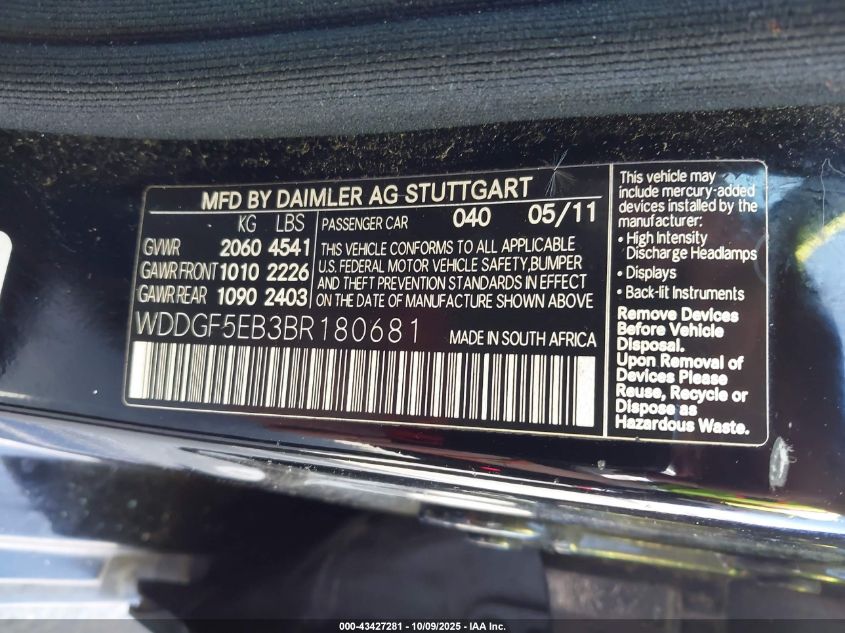 MFD BY DAIMLER AG STUTTGART
KG LBS
GVWR 2060 4541
GAWR FRONT 1010 2226
GAWR REAR 1090 2403
PASSENGER CAR 040 05/11
THIS VEHICLE CONFORMS TO ALL APPLICABLE
U.S. FEDERAL MOTOR VEHICLE SAFETY,BUMPER
AND THEFT PREVENTION STANDARDS IN EFFECT
ON THE DATE OF MANUFACTURE SHOWN ABOVE
WDDGF5EB3BR180681 MADE IN SOUTH AFRICA
This vehicle may
include mercury-added
devices installed by the
manufacturer:
• High Intensity
Discharge Headlamps
• Displays
• Back-lit Instruments
Remove Devices
Before Vehicle
Disposal.
Upon Removal of
Devices Please
Reuse, Recycle or
Dispose as
Hazardous Waste.
000-43427281 - 10/09/2025 - IAA Inc.